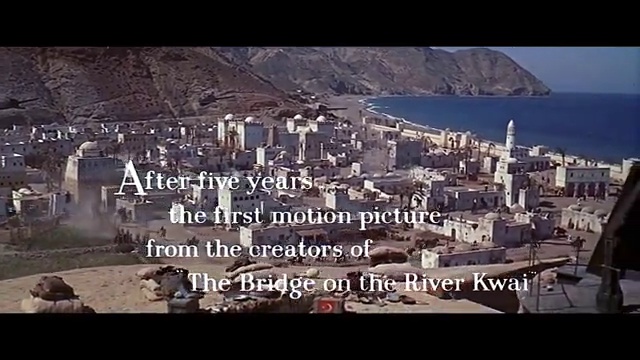 After five years
the first motion picture
from the creators of
"The Bridge on the River Kwai"